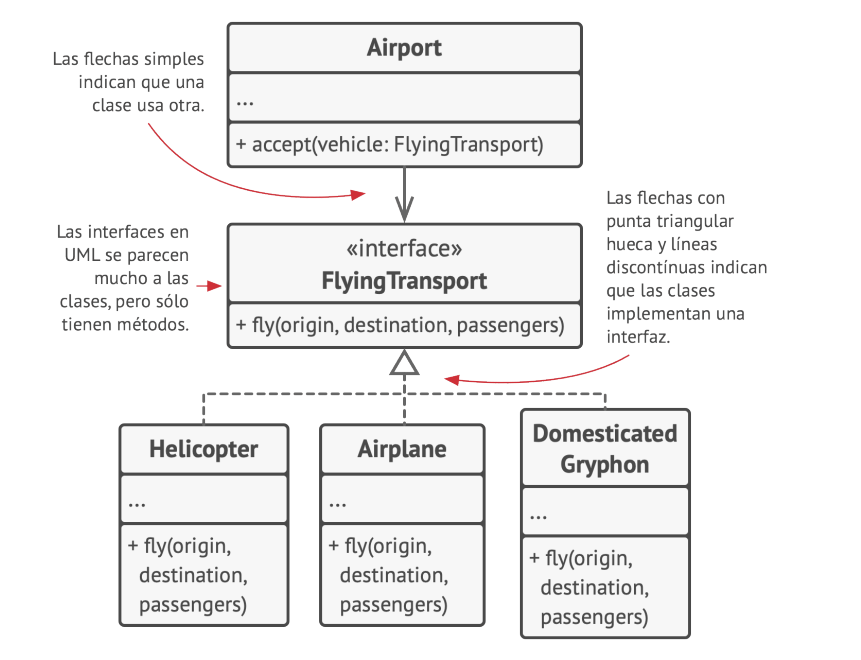 Las flechas simples
indican que una
clase usa otra.
Airport
...
+ accept(vehicle: FlyingTransport)
Las interfaces en
UML se parecen
mucho a las
clases, pero sólo
tienen métodos.
«interface»
FlyingTransport
+ fly(origin, destination, passengers)
Las flechas con
punta triangular
hueca y líneas
discontínuas indican
que las clases
implementan una
interfaz.
Helicopter
...
+ fly(origin,
destination,
passengers)
Airplane
...
+ fly(origin,
destination,
passengers)
Domesticated
Gryphon
...
+ fly(origin,
destination,
passengers)